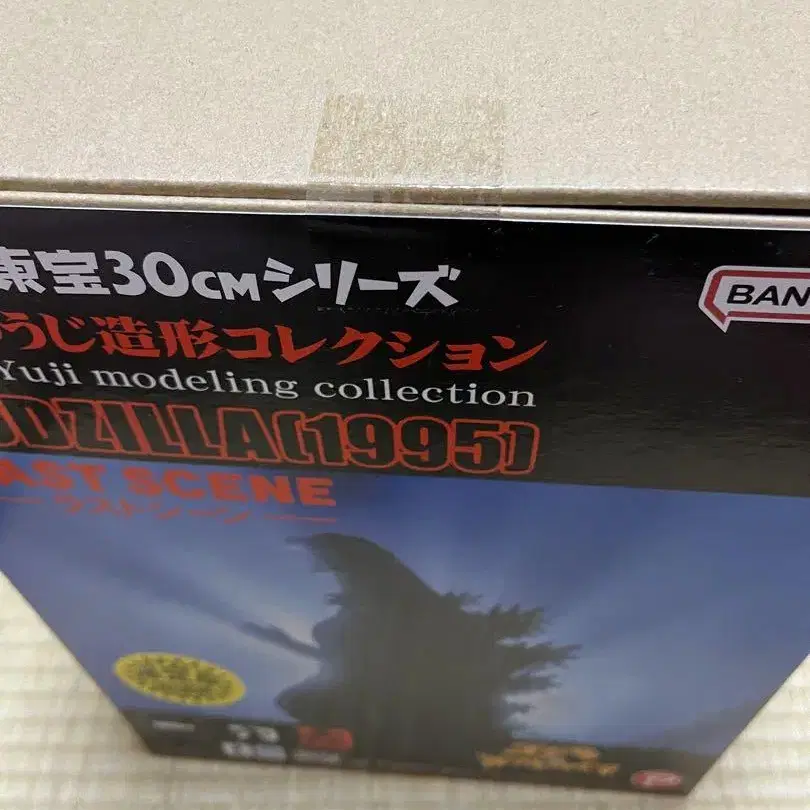 東宝30CMシリーズ
BAN
うじ造形コレクション
Yuji modeling collection
DZILLA(1995)
AST SCENE
ラストシーン